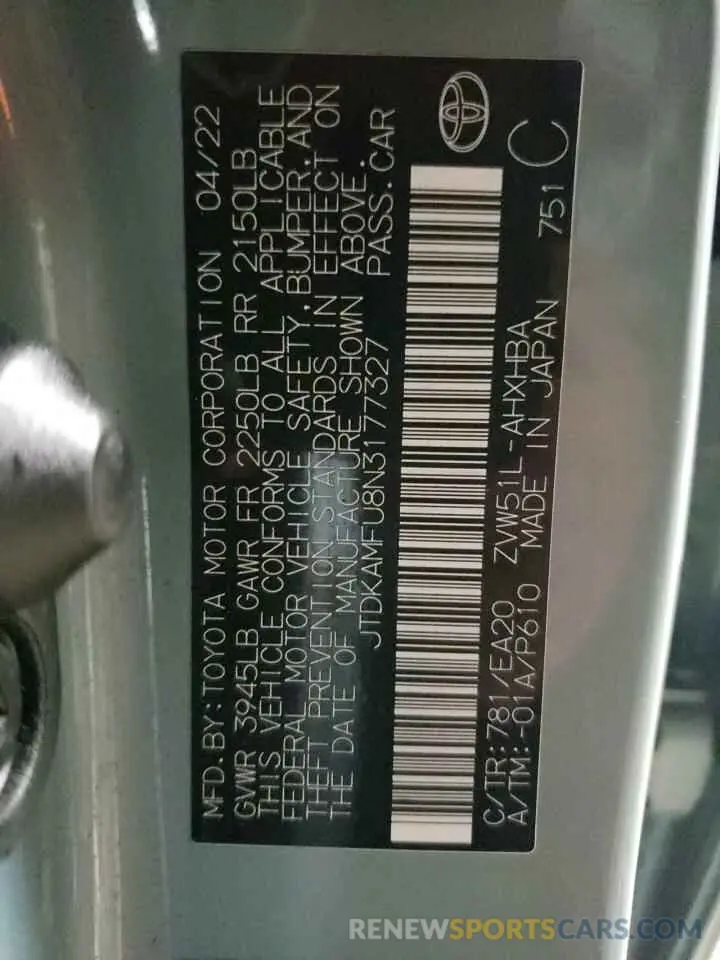 MFD.BY:TOYOTA MOTOR CORPORATION 04/22
GVWR 3945LB GAWR FR 2250LB RR 2150LB
THIS VEHICLE CONFORMS TO ALL APPLICABLE
FEDERAL MOTOR VEHICLE SAFETY,BUMPER,AND
THEFT PREVENTION STANDARDS IN EFFECT ON
THE DATE OF MANUFACTURE SHOWN ABOVE.
JTDKAMFU8N3177327 PASS.CAR
C/TR:781/EA20 ZVW51L-AHXHBA
A/TM:-01A/P610 MADE IN JAPAN 751
C
RENEWSPORTSCARS.COM